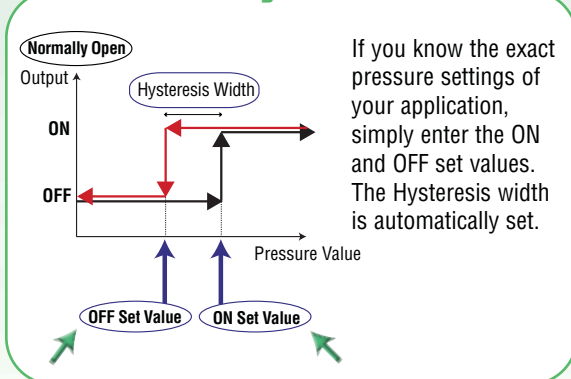 Normally Open
Output
Hysteresis Width
ON
OFF
Pressure Value
OFF Set Value
ON Set Value
If you know the exact
pressure settings of
your application,
simply enter the ON
and OFF set values.
The Hysteresis width
is automatically set.